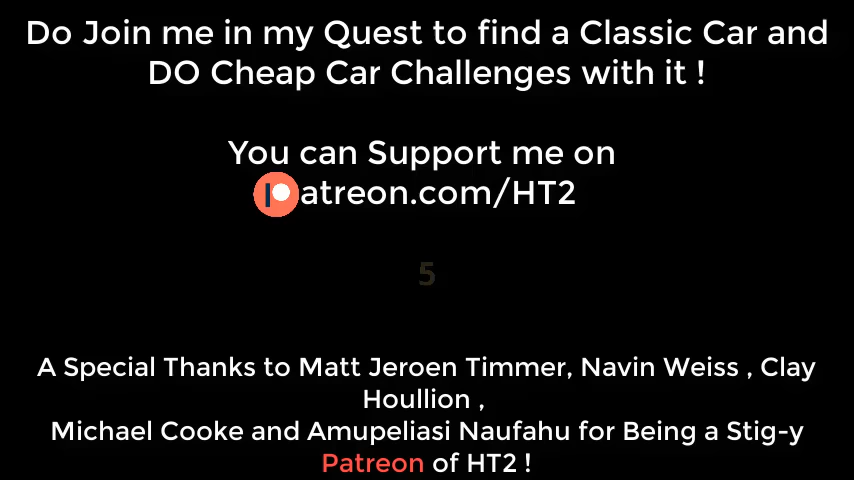 Do Join me in my Quest to find a Classic Car and
DO Cheap Car Challenges with it !
You can Support me on
Patreon.com/HT2
5
A Special Thanks to Matt Jeroen Timmer, Navin Weiss , Clay
Houllion ,
Michael Cooke and Amupeliasi Naufahu for Being a Stig-y
Patreon of HT2 !